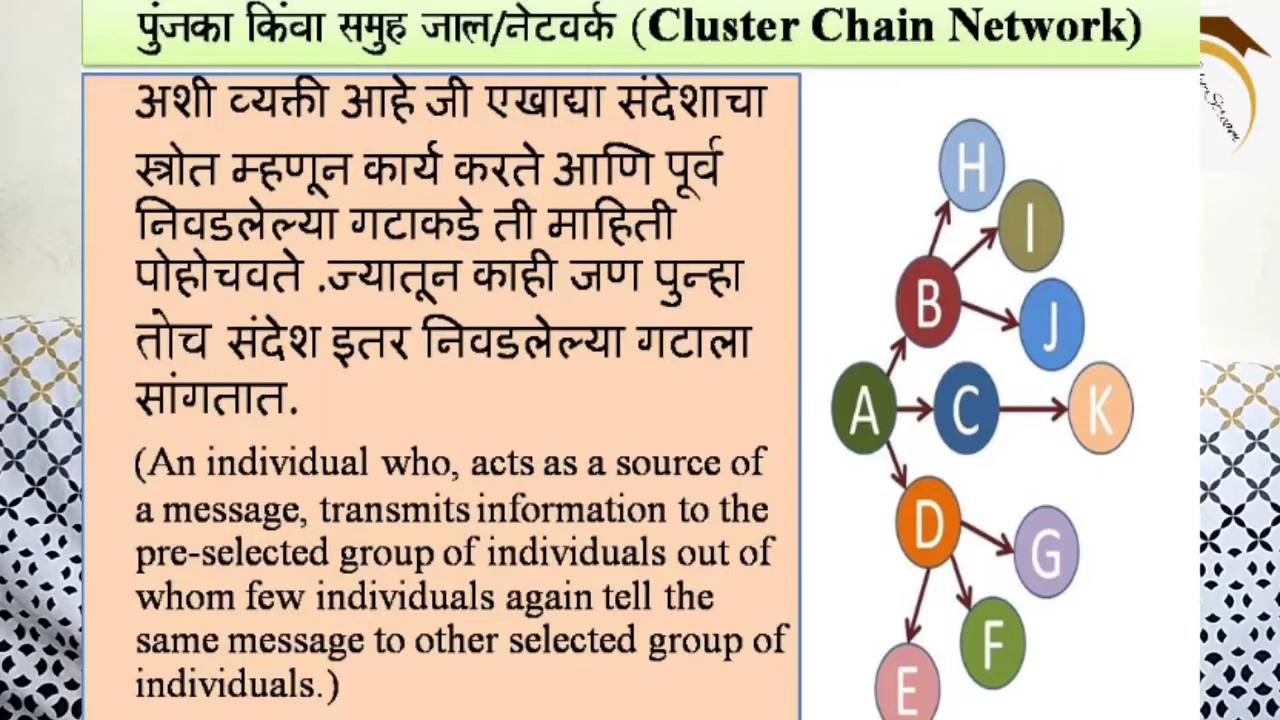 पुंजका किंवा समुह जाल/नेटवर्क (Cluster Chain Network)
अशी व्यक्ती आहे जी एखाद्या संदेशाचा
स्त्रोत म्हणून कार्य करते आणि पूर्व
निवडलेल्या गटाकडे ती माहिती
पोहोचवते .ज्यातून काही जण पुन्हा
तोच संदेश इतर निवडलेल्या गटाला
सांगतात.
(An individual who, acts as a source of
a message, transmits information to the
pre-selected group of individuals out of
whom few individuals again tell the
same message to other selected group of
individuals.)
H
I
B
J
A
C
K
D
G
F
E